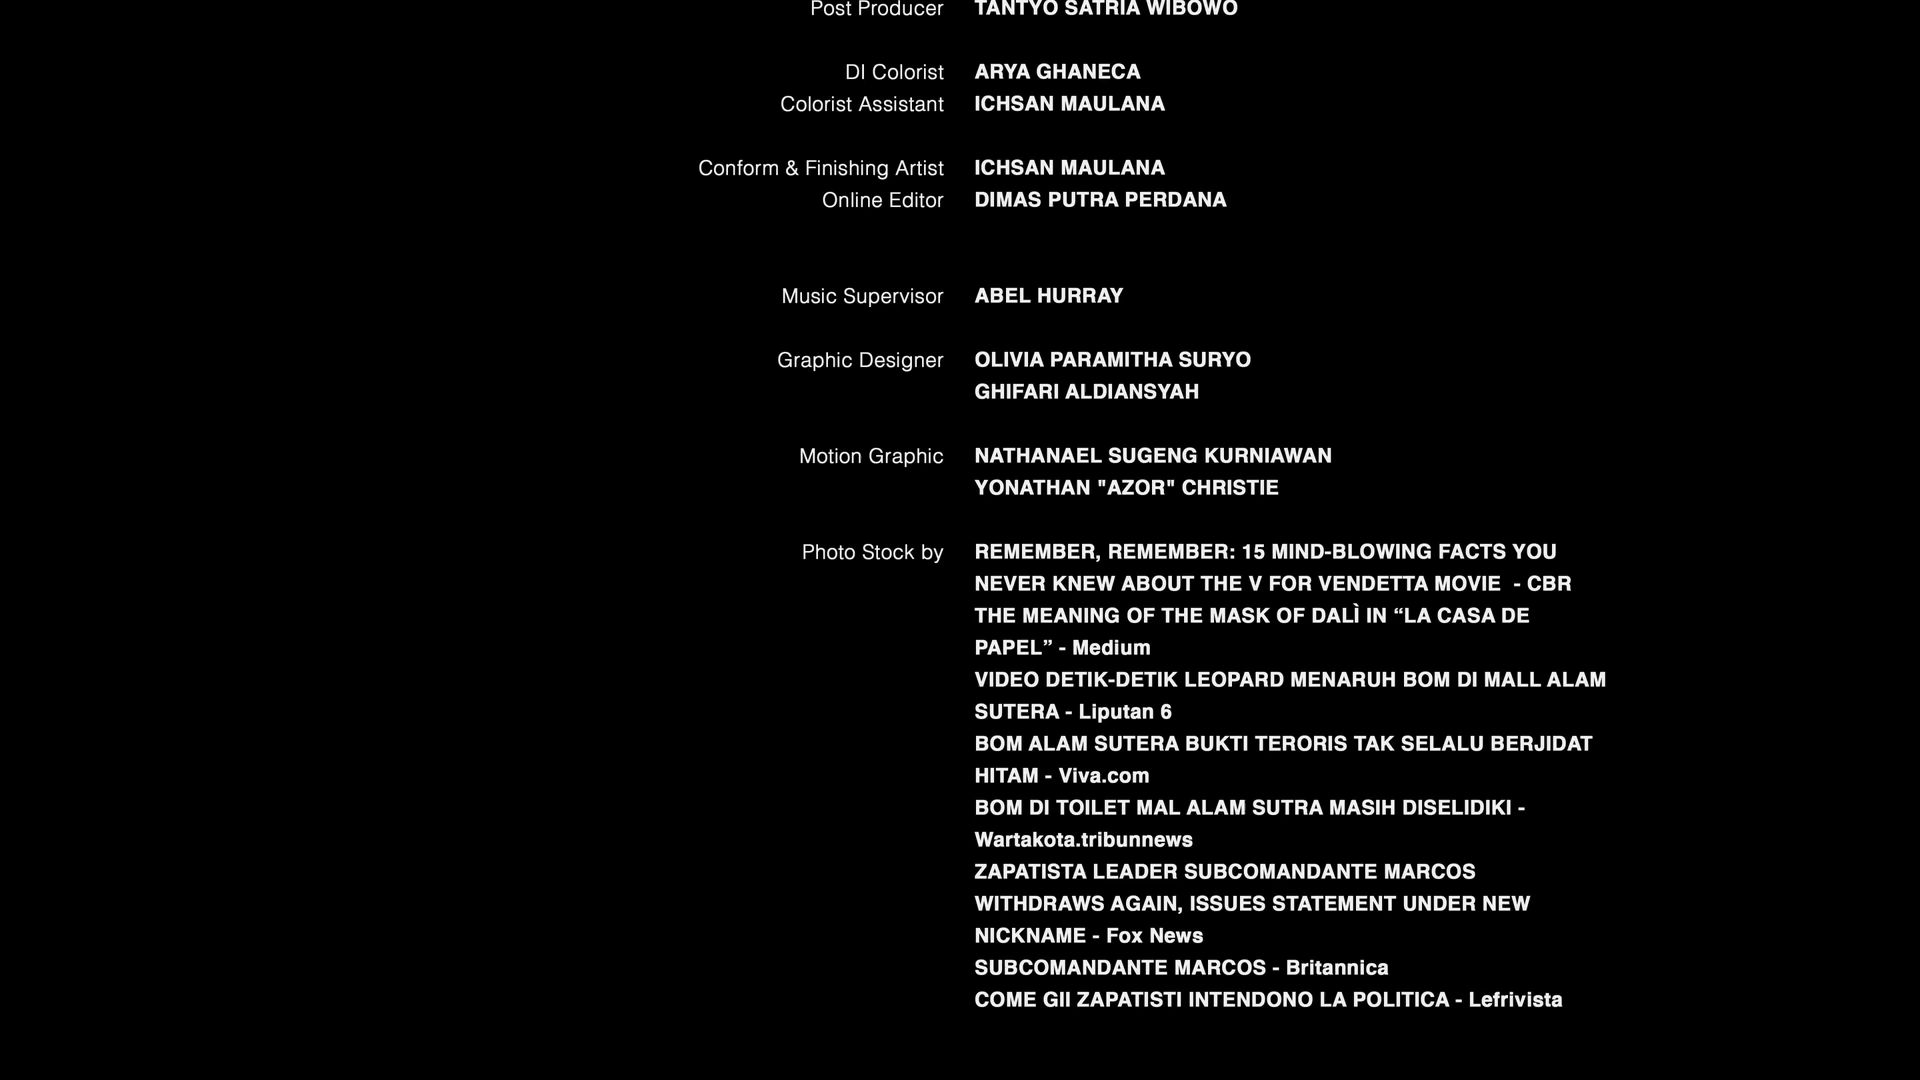 Post Producer TANTYO SATRIA WIBOWO
DI Colorist ARYA GHANECA
Colorist Assistant ICHSAN MAULANA
Conform & Finishing Artist ICHSAN MAULANA
Online Editor DIMAS PUTRA PERDANA
Music Supervisor ABEL HURRAY
Graphic Designer OLIVIA PARAMITHA SURYO
GHIFARI ALDIANSYAH
Motion Graphic NATHANAEL SUGENG KURNIAWAN
YONATHAN "AZOR" CHRISTIE
Photo Stock by REMEMBER, REMEMBER: 15 MIND-BLOWING FACTS YOU
NEVER KNEW ABOUT THE V FOR VENDETTA MOVIE - CBR
THE MEANING OF THE MASK OF DALÌ IN “LA CASA DE
PAPEL” - Medium
VIDEO DETIK-DETIK LEOPARD MENARUH BOM DI MALL ALAM
SUTERA - Liputan 6
BOM ALAM SUTERA BUKTI TERORIS TAK SELALU BERJIDAT
HITAM - Viva.com
BOM DI TOILET MAL ALAM SUTRA MASIH DISELIDIKI -
Wartakota.tribunnews
ZAPATISTA LEADER SUBCOMANDANTE MARCOS
WITHDRAWS AGAIN, ISSUES STATEMENT UNDER NEW
NICKNAME - Fox News
SUBCOMANDANTE MARCOS - Britannica
COME GII ZAPATISTI INTENDONO LA POLITICA - Lefrivista